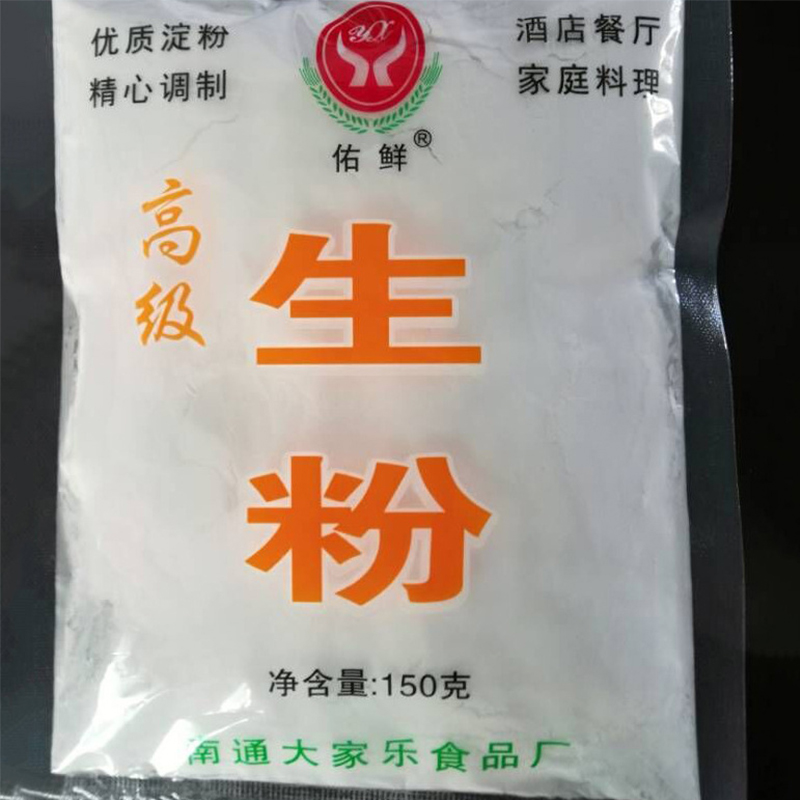 优质淀粉
精心调制
YX
酒店餐厅
家庭料理
佑鲜®
高级
生粉
净含量:150克
南通大家乐食品厂